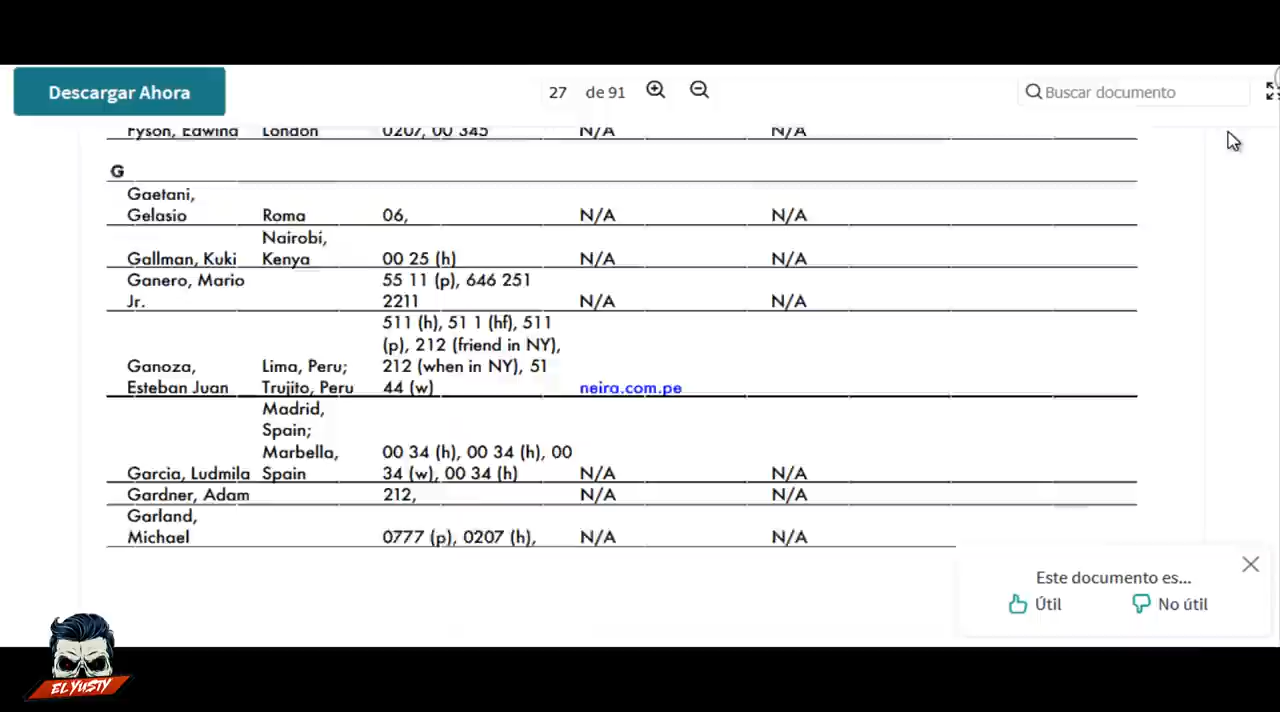 Descargar Ahora 27 de 91 Buscar documento
Fyson, Edwina London 0207, 00 345 N/A N/A
G
Gaetani,
Gelasio Roma 06, N/A N/A
Nairobi,
Gallman, Kuki Kenya 00 25 (h) N/A N/A
Ganero, Mario 55 11 (p), 646 251
Jr. 2211 N/A N/A
511 (h), 51 1 (hf), 511
(p), 212 (friend in NY),
Ganoza, Lima, Peru; 212 (when in NY), 51
Esteban Juan Trujito, Peru 44 (w) neira.com.pe
Madrid,
Spain;
Marbella, 00 34 (h), 00 34 (h), 00
Garcia, Ludmila Spain 34 (w), 00 34 (h) N/A N/A
Gardner, Adam 212, N/A N/A
Garland,
Michael 0777 (p), 0207 (h), N/A N/A
Este documento es...
Útil No útil
EL YUSTY